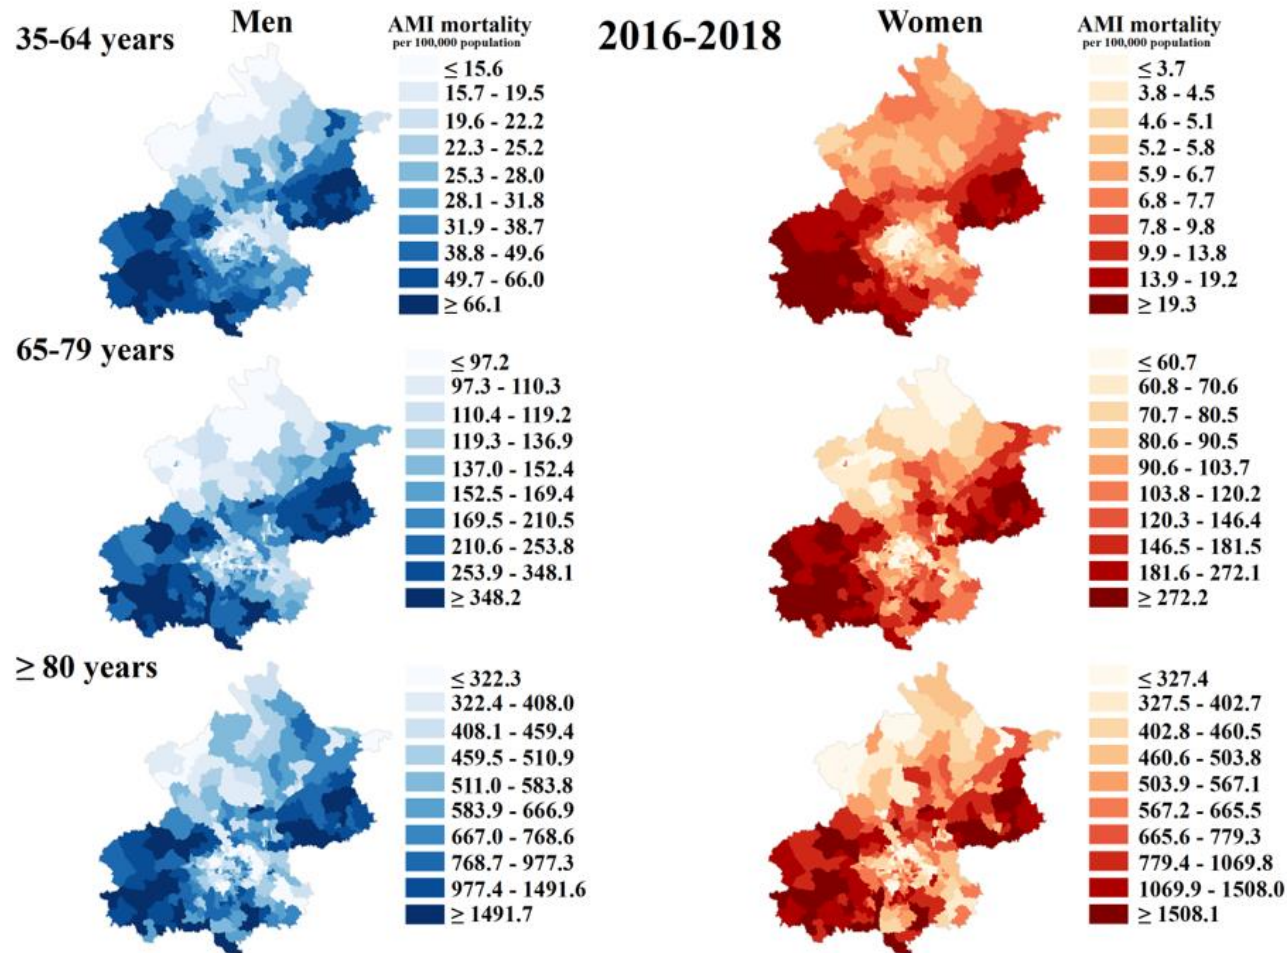 35-64 years
Men
AMI mortality
per 100,000 population
≤ 15.6
15.7 - 19.5
19.6 - 22.2
22.3 - 25.2
25.3 - 28.0
28.1 - 31.8
31.9 - 38.7
38.8 - 49.6
49.7 - 66.0
≥ 66.1
2016-2018
Women
AMI mortality
per 100,000 population
≤ 3.7
3.8 - 4.5
4.6 - 5.1
5.2 - 5.8
5.9 - 6.7
6.8 - 7.7
7.8 - 9.8
9.9 - 13.8
13.9 - 19.2
≥ 19.3
65-79 years
≤ 97.2
97.3 - 110.3
110.4 - 119.2
119.3 - 136.9
137.0 - 152.4
152.5 - 169.4
169.5 - 210.5
210.6 - 253.8
253.9 - 348.1
≥ 348.2
≤ 60.7
60.8 - 70.6
70.7 - 80.5
80.6 - 90.5
90.6 - 103.7
103.8 - 120.2
120.3 - 146.4
146.5 - 181.5
181.6 - 272.1
≥ 272.2
≥ 80 years
≤ 322.3
322.4 - 408.0
408.1 - 459.4
459.5 - 510.9
511.0 - 583.8
583.9 - 666.9
667.0 - 768.6
768.7 - 977.3
977.4 - 1491.6
≥ 1491.7
≤ 327.4
327.5 - 402.7
402.8 - 460.5
460.6 - 503.8
503.9 - 567.1
567.2 - 665.5
665.6 - 779.3
779.4 - 1069.8
1069.9 - 1508.0
≥ 1508.1